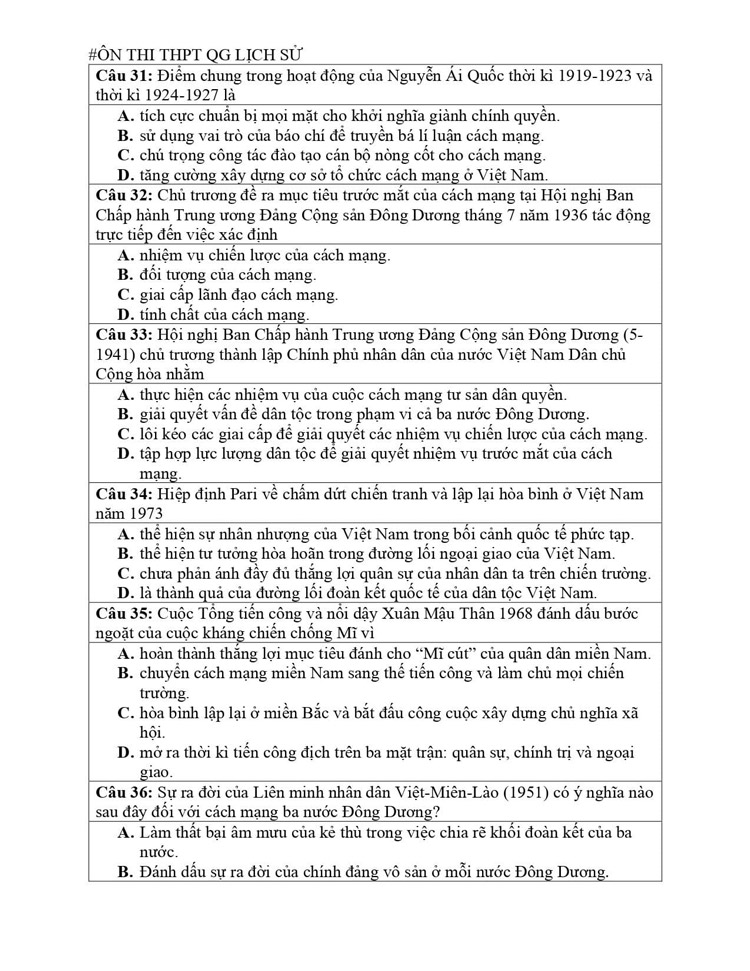 #ÔN THI THPT QG LỊCH SỬ
Câu 31: Điểm chung trong hoạt động của Nguyễn Ái Quốc thời kì 1919-1923 và
thời kì 1924-1927 là
A. tích cực chuẩn bị mọi mặt cho khởi nghĩa giành chính quyền.
B. sử dụng vai trò của báo chí để truyền bá lí luận cách mạng.
C. chú trọng công tác đào tạo cán bộ nòng cốt cho cách mạng.
D. tăng cường xây dựng cơ sở tổ chức cách mạng ở Việt Nam.
Câu 32: Chủ trương đề ra mục tiêu trước mắt của cách mạng tại Hội nghị Ban
Chấp hành Trung ương Đảng Cộng sản Đông Dương tháng 7 năm 1936 tác động
trực tiếp đến việc xác định
A. nhiệm vụ chiến lược của cách mạng.
B. đối tượng của cách mạng.
C. giai cấp lãnh đạo cách mạng.
D. tính chất của cách mạng.
Câu 33: Hội nghị Ban Chấp hành Trung ương Đảng Cộng sản Đông Dương (5-
1941) chủ trương thành lập Chính phủ nhân dân của nước Việt Nam Dân chủ
Cộng hòa nhằm
A. thực hiện các nhiệm vụ của cuộc cách mạng tư sản dân quyền.
B. giải quyết vấn đề dân tộc trong phạm vi cả ba nước Đông Dương.
C. lôi kéo các giai cấp để giải quyết các nhiệm vụ chiến lược của cách mạng.
D. tập hợp lực lượng dân tộc để giải quyết nhiệm vụ trước mắt của cách
mạng.
Câu 34: Hiệp định Pari về chấm dứt chiến tranh và lập lại hòa bình ở Việt Nam
năm 1973
A. thể hiện sự nhân nhượng của Việt Nam trong bối cảnh quốc tế phức tạp.
B. thể hiện tư tưởng hòa hoãn trong đường lối ngoại giao của Việt Nam.
C. chưa phản ánh đầy đủ thắng lợi quân sự của nhân dân ta trên chiến trường.
D. là thành quả của đường lối đoàn kết quốc tế của dân tộc Việt Nam.
Câu 35: Cuộc Tổng tiến công và nổi dậy Xuân Mậu Thân 1968 đánh dấu bước
ngoặt của cuộc kháng chiến chống Mĩ vì
A. hoàn thành thắng lợi mục tiêu đánh cho “Mĩ cút” của quân dân miền Nam.
B. chuyển cách mạng miền Nam sang thế tiến công và làm chủ mọi chiến
trường.
C. hòa bình lập lại ở miền Bắc và bắt đấu công cuộc xây dựng chủ nghĩa xã
hội.
D. mở ra thời kì tiến công địch trên ba mặt trận: quân sự, chính trị và ngoại
giao.
Câu 36: Sự ra đời của Liên minh nhân dân Việt-Miên-Lào (1951) có ý nghĩa nào
sau đây đối với cách mạng ba nước Đông Dương?
A. Làm thất bại âm mưu của kẻ thù trong việc chia rẽ khối đoàn kết của ba
nước.
B. Đánh dấu sự ra đời của chính đảng vô sản ở mỗi nước Đông Dương.